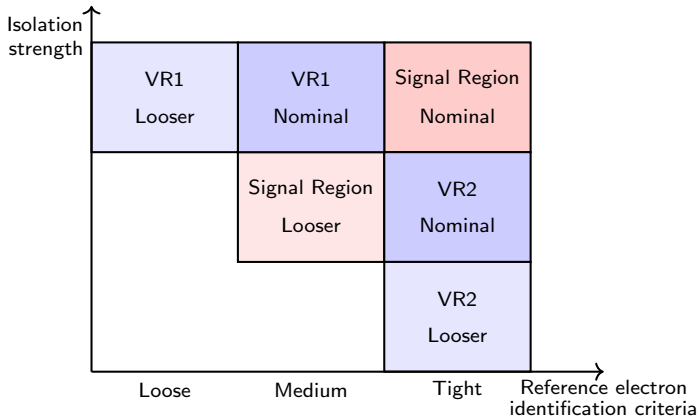 Isolation
strength
VR1
Looser
VR1
Nominal
Signal Region
Nominal
Signal Region
Looser
VR2
Nominal
VR2
Looser
Loose
Medium
Tight
Reference electron
identification criteria